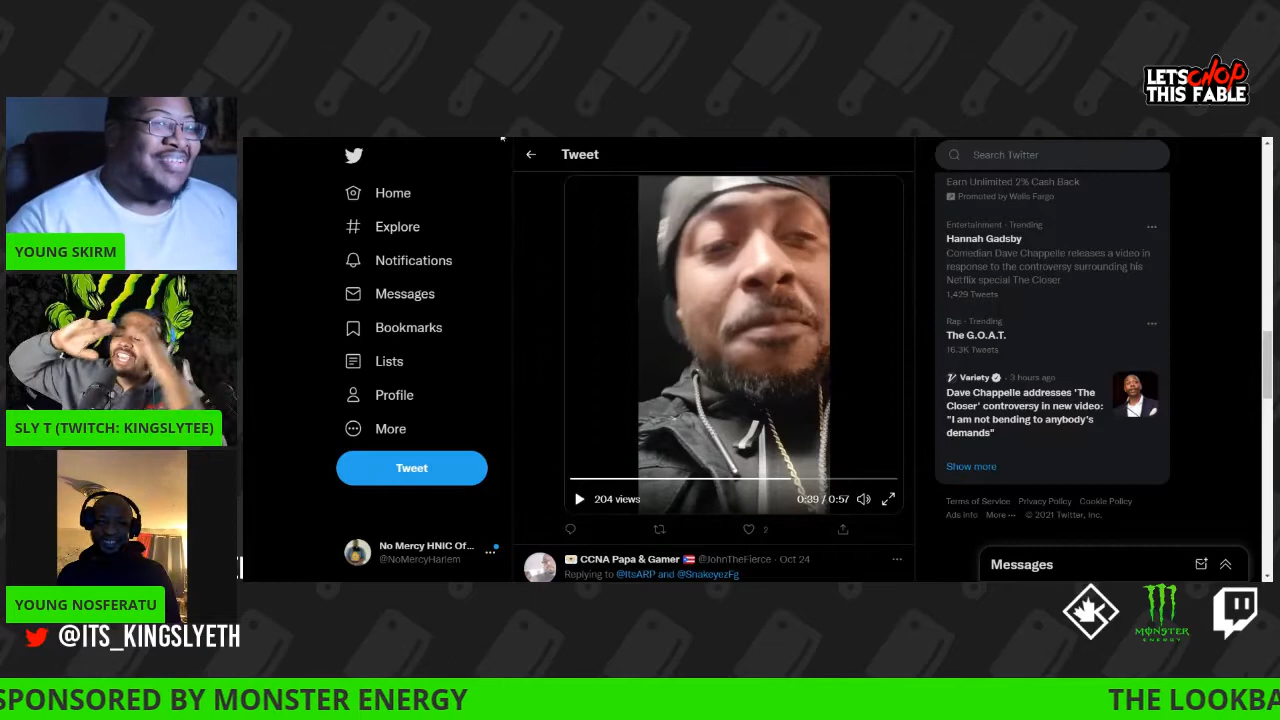 LETS CHOP
THIS FABLE
YOUNG SKIRM
SLY T (TWITCH: KINGSLYTEE)
YOUNG NOSFERATU
@ITS_KINGSLYETH
Home
Explore
Notifications
Messages
Bookmarks
Lists
Profile
More
Tweet
No Mercy HNIC Of...
@NoMercyHarlem
Tweet
204 views
0:39 / 0:57
2
CCNA Papa & Gamer @JohnTheFierce · Oct 24
Replying to @ItsARP and @SnakeyezFg
Search Twitter
Earn Unlimited 2% Cash Back
Promoted by Wells Fargo
Entertainment · Trending
Hannah Gadsby
Comedian Dave Chappelle releases a video in
response to the controversy surrounding his
Netflix special The Closer
1,429 Tweets
Rap · Trending
The G.O.A.T.
16.3K Tweets
Variety · 3 hours ago
Dave Chappelle addresses 'The
Closer' controversy in new video:
"I am not bending to anybody's
demands"
Show more
Terms of Service Privacy Policy Cookie Policy
Ads info More ··· © 2021 Twitter, Inc.
Messages
MONSTER
ENERGY
SPONSORED BY MONSTER ENERGY
THE LOOKBA